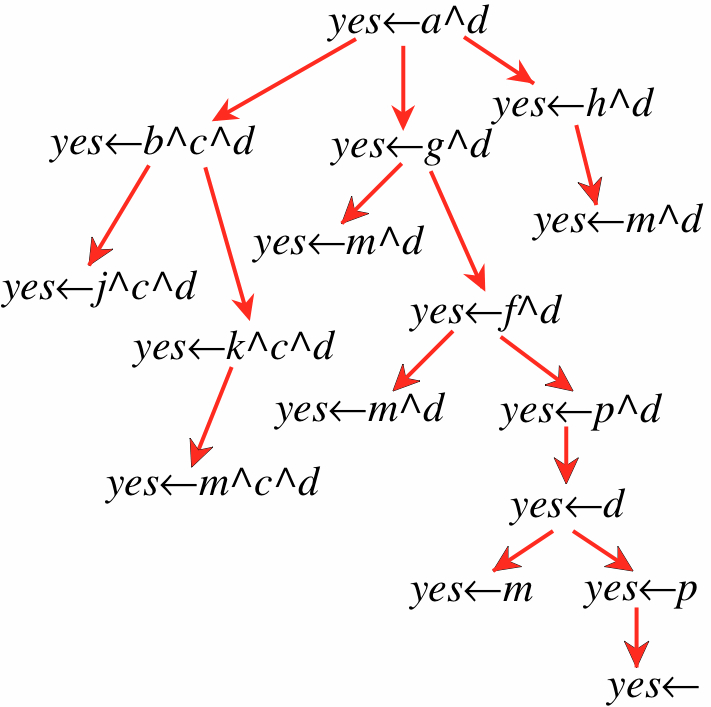 yes←a^d
yes←h^d
yes←b^c^d
yes←g^d
yes←m^d
yes←m^d
yes←j^c^d
yes←f^d
yes←k^c^d
yes←m^d
yes←p^d
yes←m^c^d
yes←d
yes←m
yes←p
yes←